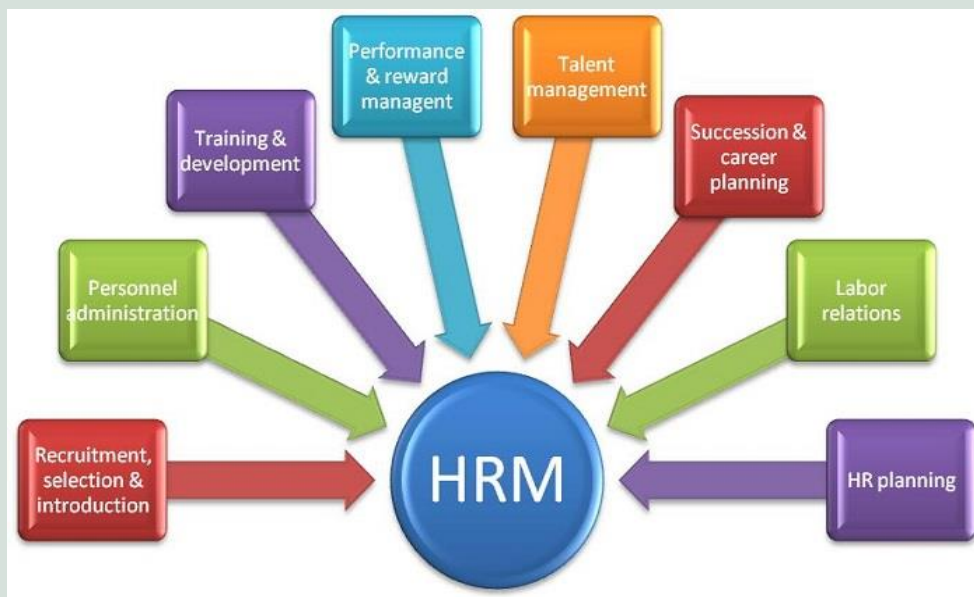 Recruitment,
selection &
introduction
Personnel
administration
Training &
development
Performance
& reward
managent
Talent
management
Succession &
career
planning
Labor
relations
HR planning
HRM